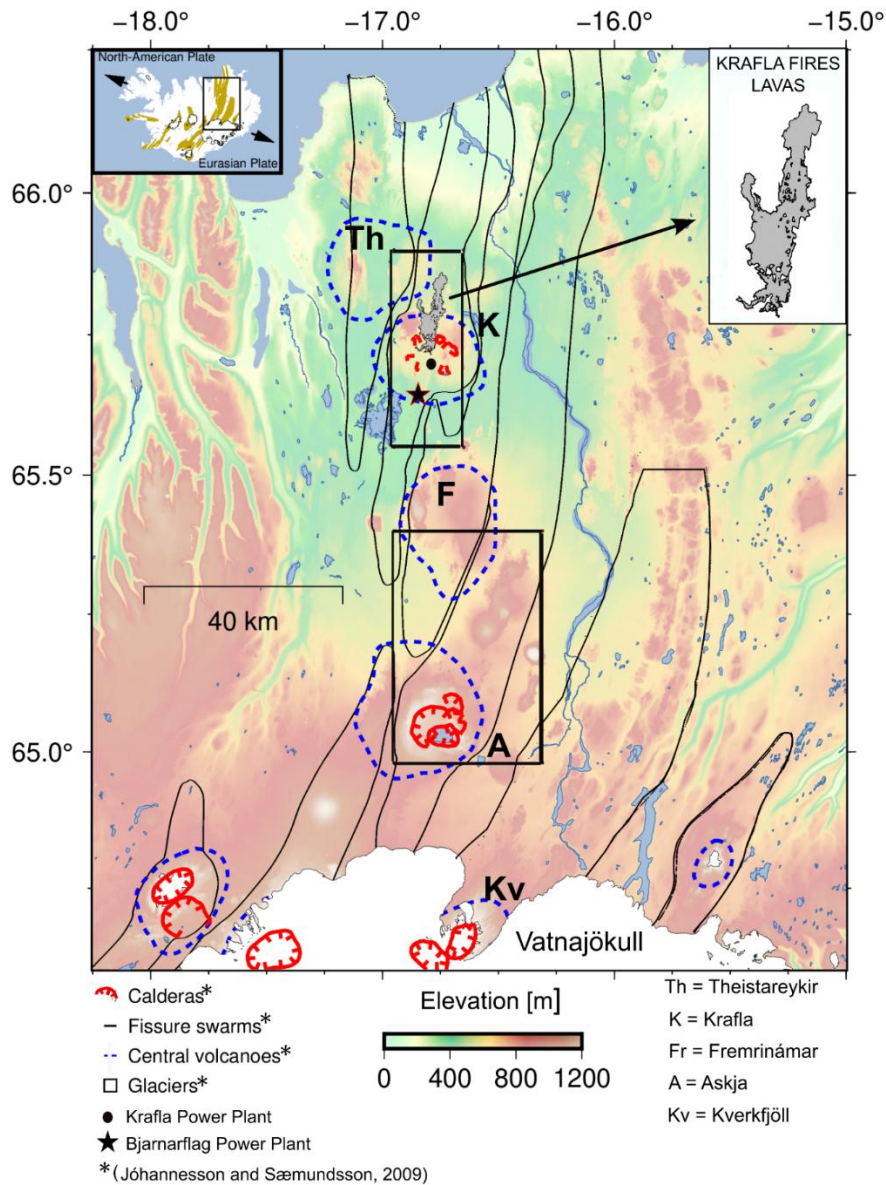 −18.0° −17.0° −16.0° −15.0°
North-American Plate
Eurasian Plate
KRAFLA FIRES
LAVAS
66.0°
Th
K
65.5°
F
40 km
65.0°
A
Kv
Vatnajökull
Calderas*
Fissure swarms*
Central volcanoes*
Glaciers*
Krafla Power Plant
Bjarnarflag Power Plant
*(Jóhannesson and Sæmundsson, 2009)
Elevation [m]
0 400 800 1200
Th = Theistareykir
K = Krafla
Fr = Fremrinámar
A = Askja
Kv = Kverkfjöll